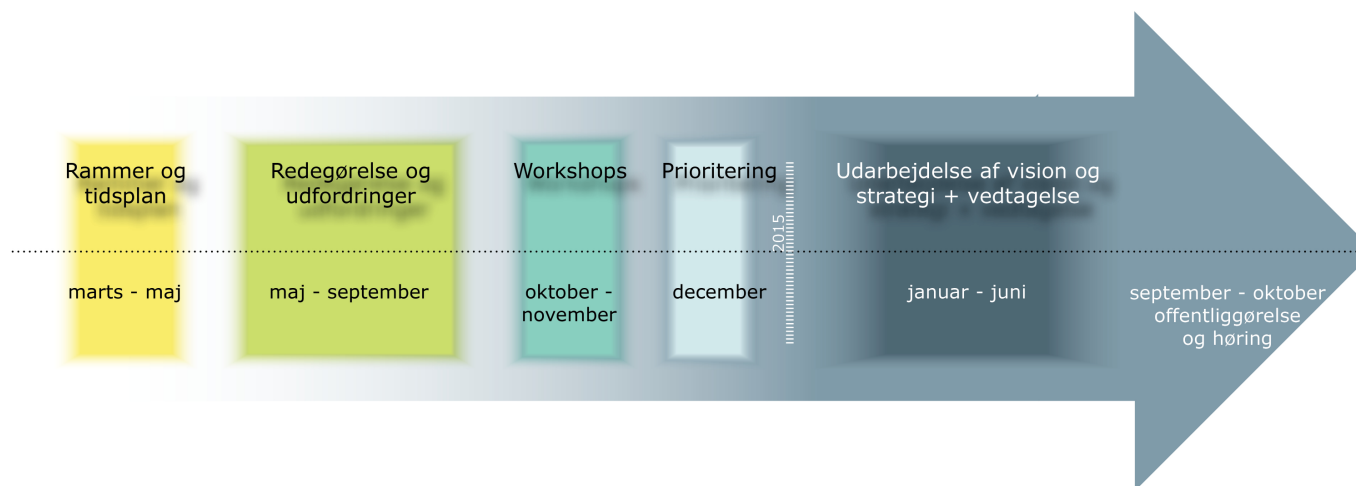 Rammer og
tidsplan
Redegørelse og
udfordringer
Workshops
Prioritering
2015
Udarbejdelse af vision og
strategi + vedtagelse
marts - maj
maj - september
oktober -
november
december
januar - juni
september - oktober
offentliggørelse
og høring